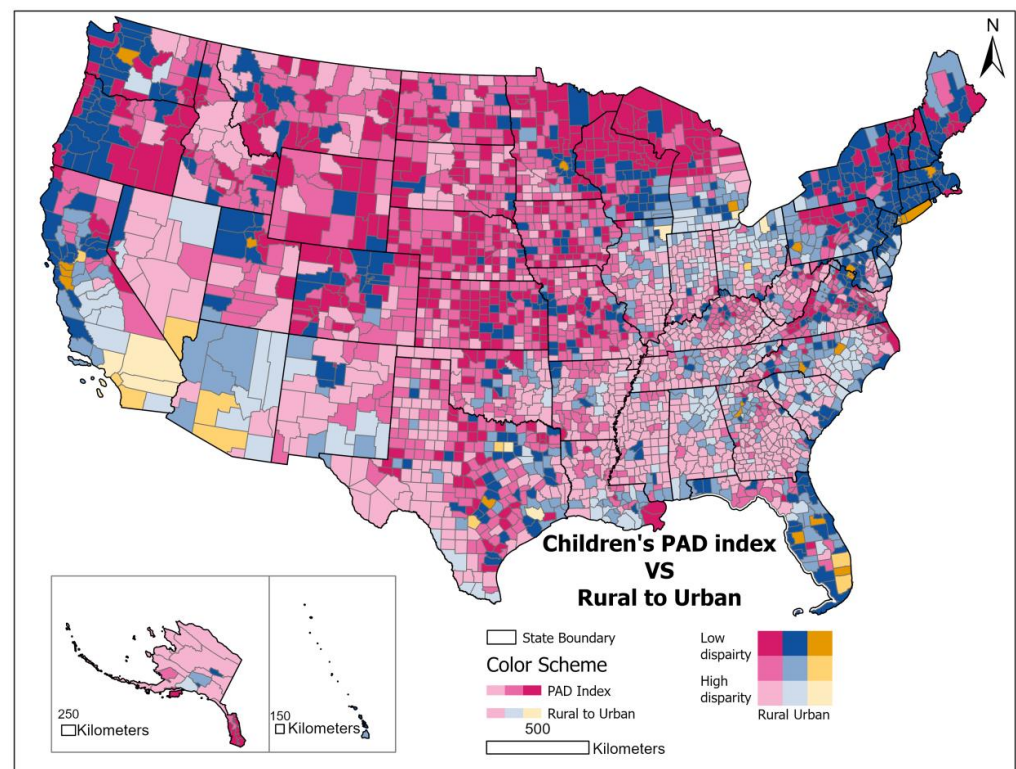 N
Children's PAD index
VS
Rural to Urban
State Boundary
Color Scheme
PAD Index
Rural to Urban
500
Kilometers
Low
dispairty
High
disparity
Rural Urban
250
Kilometers
150
Kilometers